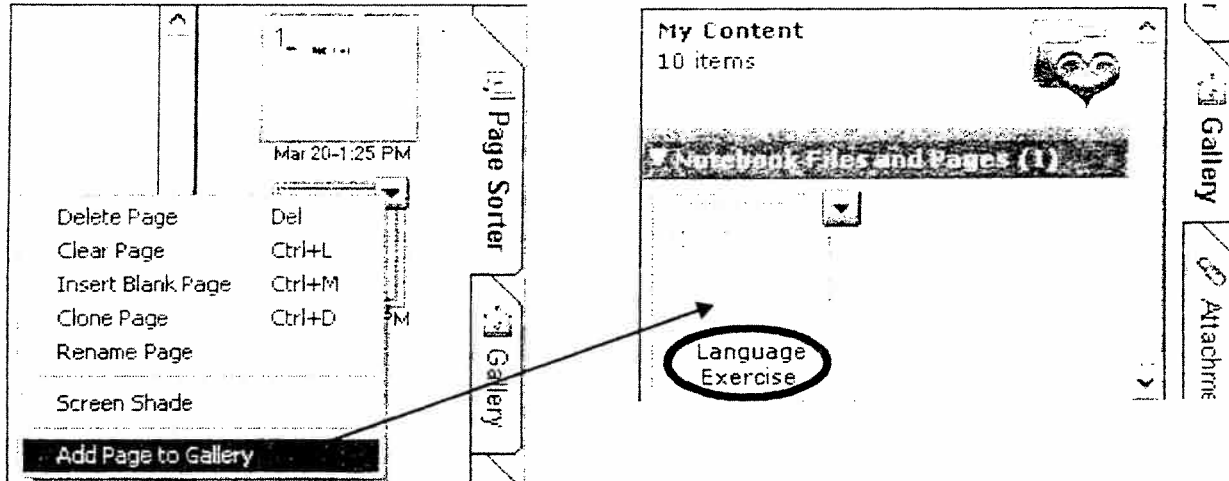 1
Mar 20-1:25 PM
Page Sorter
Delete Page Del
Clear Page Ctrl+L
Insert Blank Page Ctrl+M
Clone Page Ctrl+D
M
Rename Page
Screen Shade
Add Page to Gallery
Gallery
My Content
10 items
Notebook Files and Pages (1)
Language
Exercise
Gallery
Attachme